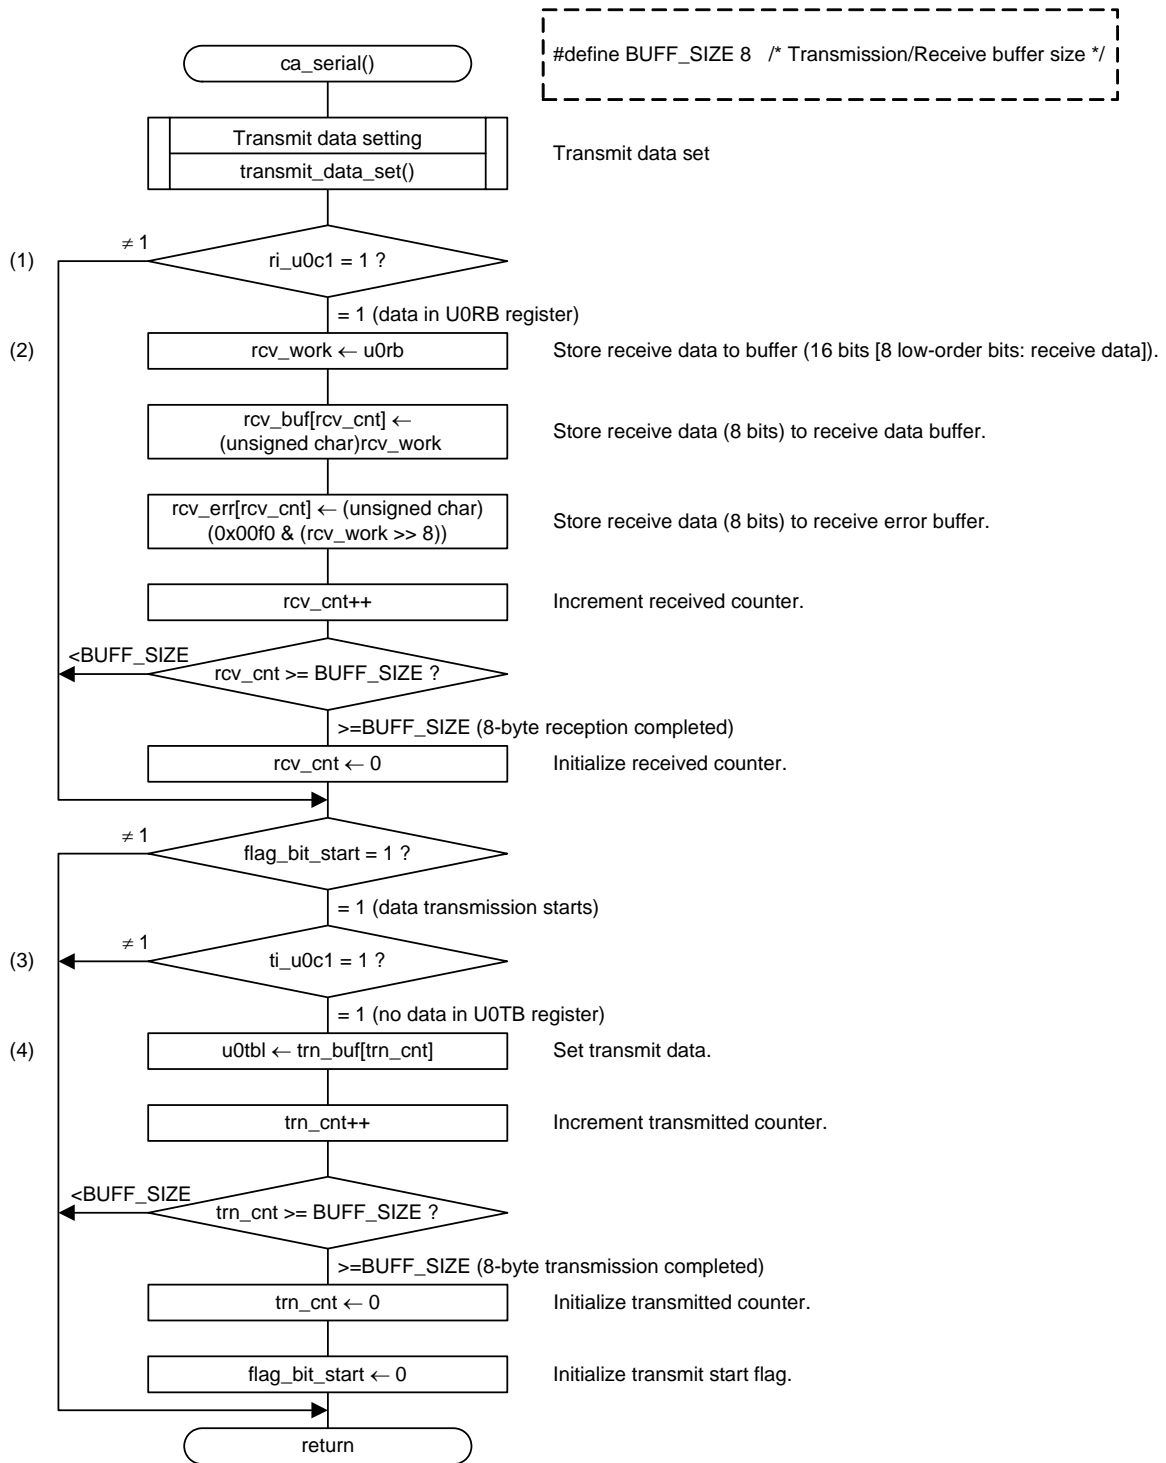 #define BUFF_SIZE 8 /* Transmission/Receive buffer size */
ca_serial()
Transmit data setting
transmit_data_set()
Transmit data set
≠ 1
(1)
ri_u0c1 = 1 ?
= 1 (data in U0RB register)
(2)
rcv_work ← u0rb
Store receive data to buffer (16 bits [8 low-order bits: receive data]).
rcv_buf[rcv_cnt] ←
(unsigned char)rcv_work
Store receive data (8 bits) to receive data buffer.
rcv_err[rcv_cnt] ← (unsigned char)
(0x00f0 & (rcv_work >> 8))
Store receive data (8 bits) to receive error buffer.
rcv_cnt++
Increment received counter.
<BUFF_SIZE
rcv_cnt >= BUFF_SIZE ?
>=BUFF_SIZE (8-byte reception completed)
rcv_cnt ← 0
Initialize received counter.
≠ 1
flag_bit_start = 1 ?
= 1 (data transmission starts)
≠ 1
(3)
ti_u0c1 = 1 ?
= 1 (no data in U0TB register)
(4)
u0tbl ← trn_buf[trn_cnt]
Set transmit data.
trn_cnt++
Increment transmitted counter.
<BUFF_SIZE
trn_cnt >= BUFF_SIZE ?
>=BUFF_SIZE (8-byte transmission completed)
trn_cnt ← 0
Initialize transmitted counter.
flag_bit_start ← 0
Initialize transmit start flag.
return